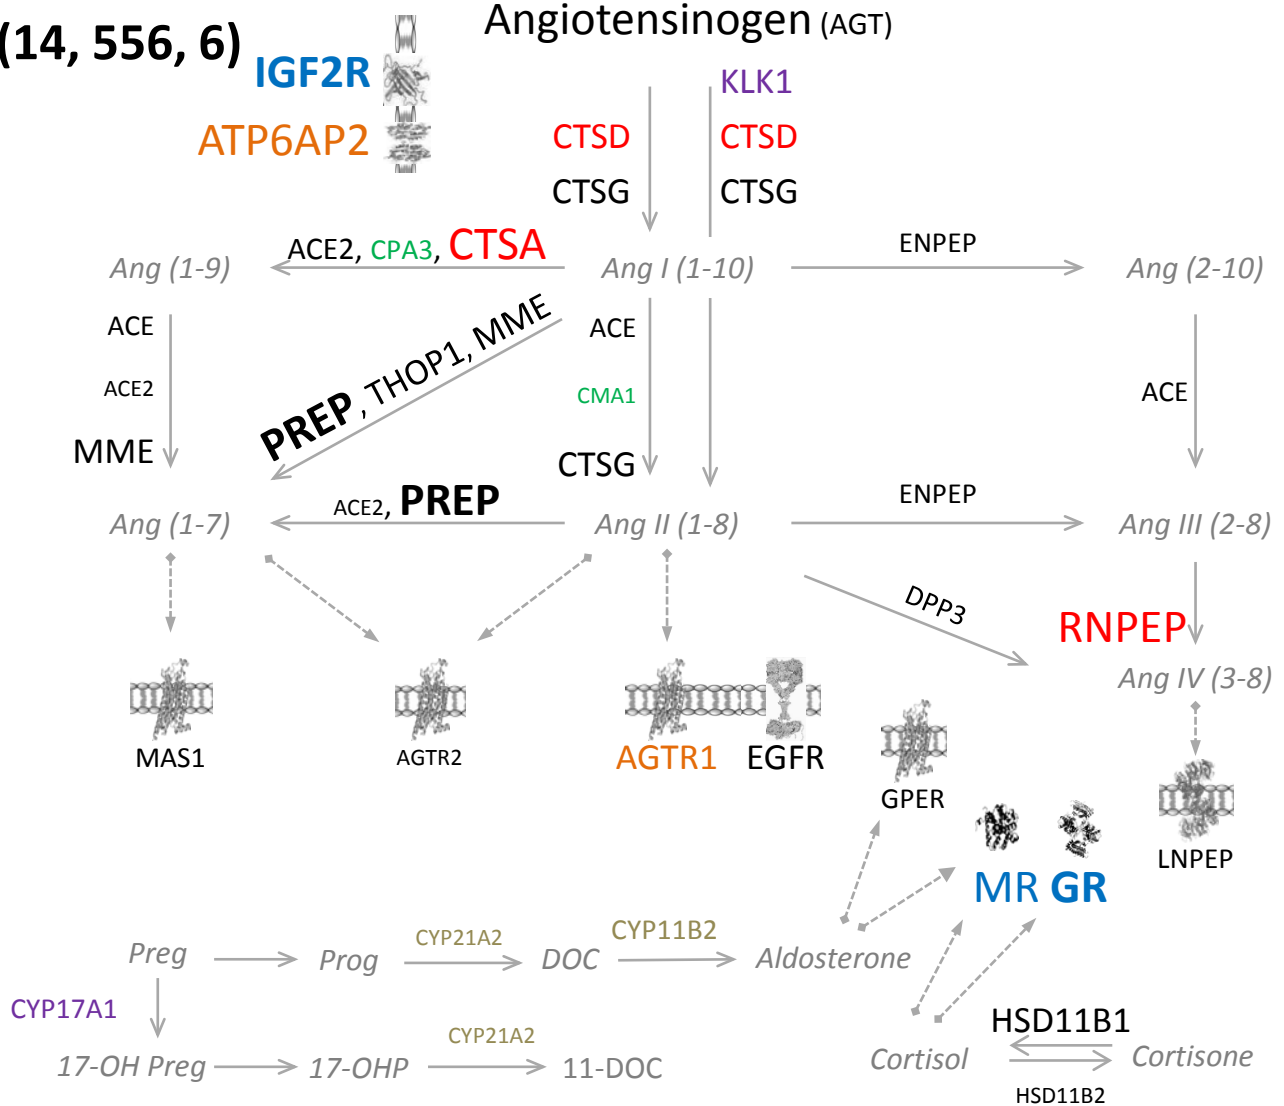 Angiotensinogen (AGT)
(14, 556, 6)
IGF2R
ATP6AP2
KLK1
CTSD CTSD
CTSG CTSG
ACE2, CPA3, CTSA
ENPEP
Ang (1-9) Ang I (1-10) Ang (2-10)
ACE
ACE2
MME
PREP, THOP1, MME
ACE
CMA1
CTSG
ACE
ACE2, PREP
ENPEP
Ang (1-7) Ang II (1-8) Ang III (2-8)
DPP3
RNPEP
Ang IV (3-8)
MAS1
AGTR2
AGTR1 EGFR
GPER
LNPEP
MR GR
Preg
Prog
CYP21A2
DOC
CYP11B2
Aldosterone
CYP17A1
17-OH Preg
17-OHP
CYP21A2
11-DOC
Cortisol
HSD11B1
Cortisone
HSD11B2